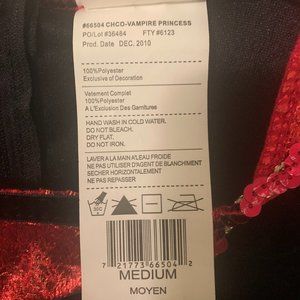 #66504 CHCO-VAMPIRE PRINCESS
PO/Lot #36484 FTY #6123
Prod. Date DEC. 2010
100%Polyester
Exclusive of Decoration
Vetement Complet
100%Polyester
A L'Exclusion Des Garnitures
HAND WASH IN COLD WATER.
DO NOT BLEACH.
DRY FLAT.
DO NOT IRON.
LAVER A LA MAIN A'LEAU FROIDE
NE PAS UTILISER D'AGENT DE BLANCHIMENT
SECHER HORIZONTALEMENT
NE PAS REPASSER
7 21773 66504 2
MEDIUM
MOYEN